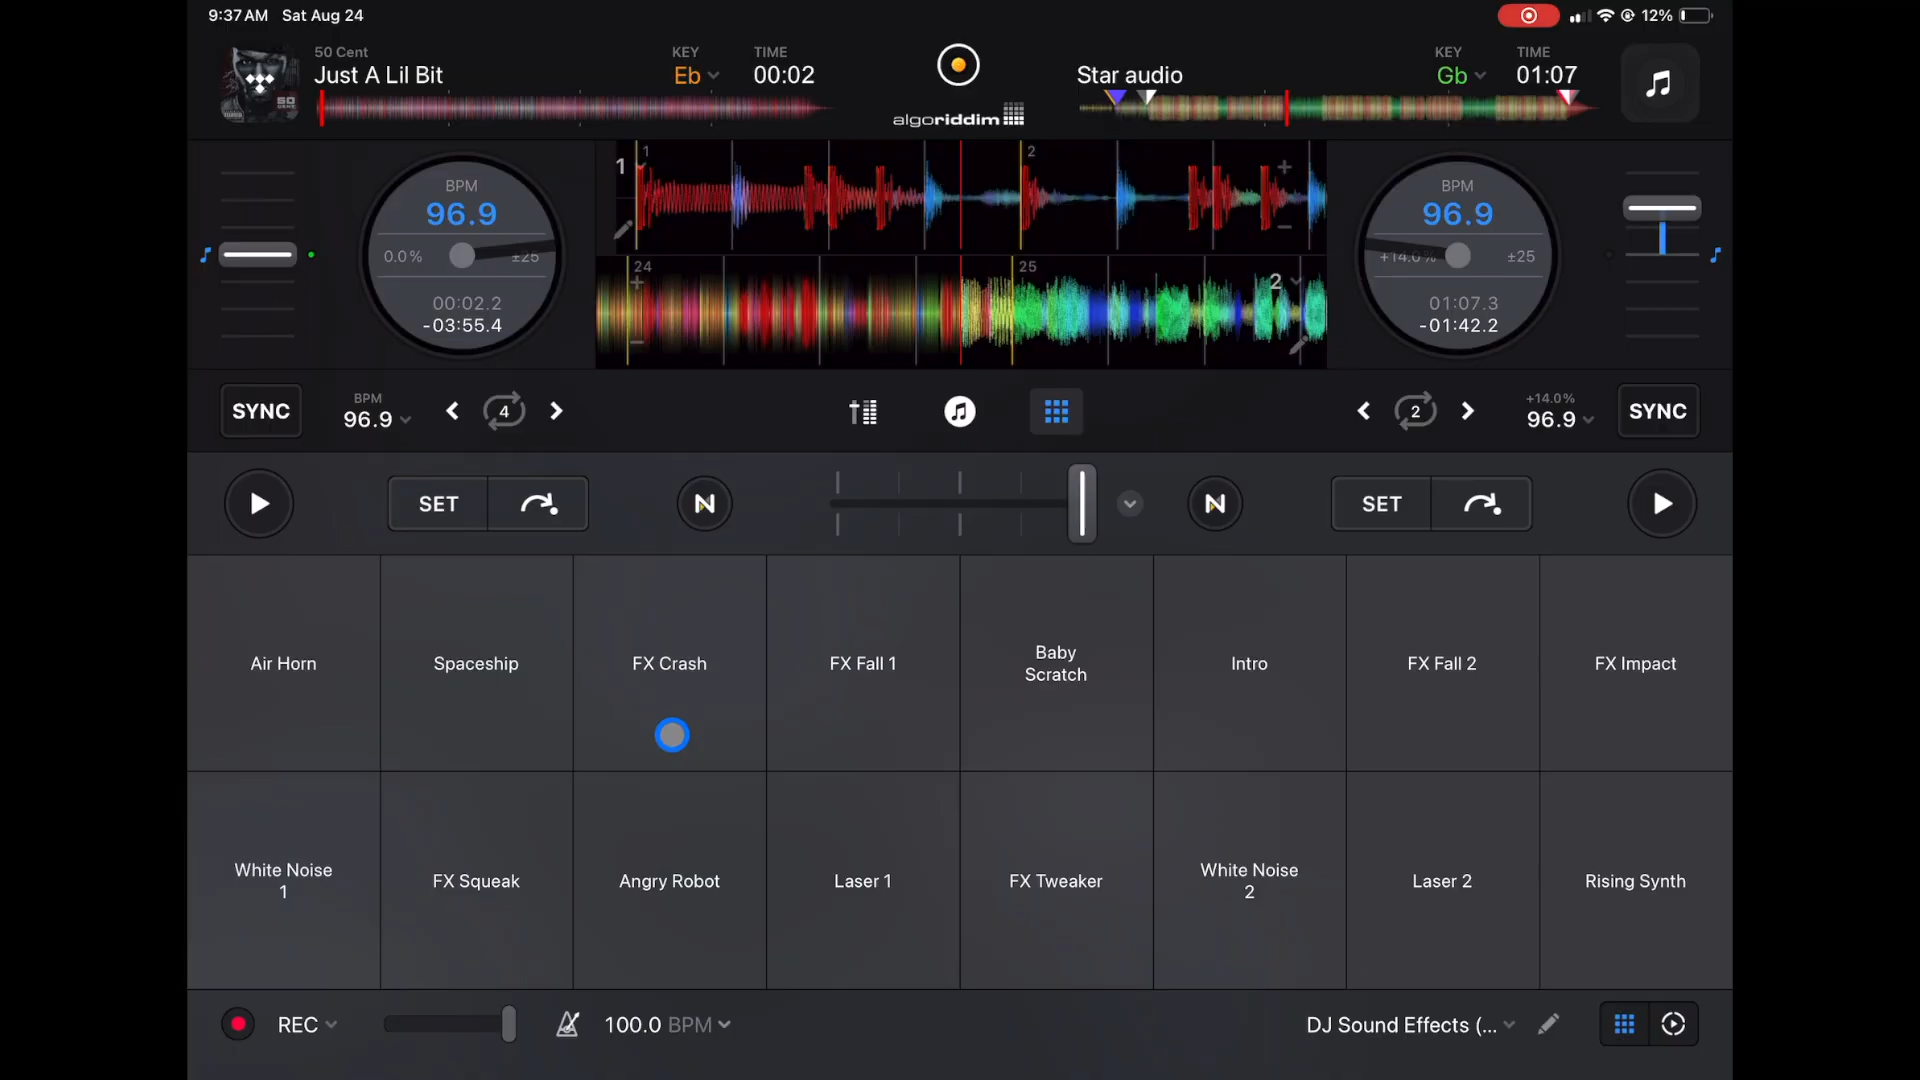 9:37 AM Sat Aug 24
12%
50 Cent
Just A Lil Bit
KEY
Eb
TIME
00:02
algoriddim
Star audio
KEY
Gb
TIME
01:07
BPM
96.9
0.0%
±25
00:02.2
-03:55.4
1
1
2
24
25
2
BPM
96.9
+14.0%
±25
01:07.3
-01:42.2
SYNC
BPM
96.9
4
2
+14.0%
96.9
SYNC
SET
SET
Air Horn
Spaceship
FX Crash
FX Fall 1
Baby
Scratch
Intro
FX Fall 2
FX Impact
White Noise
1
FX Squeak
Angry Robot
Laser 1
FX Tweaker
White Noise
2
Laser 2
Rising Synth
REC
100.0 BPM
DJ Sound Effects (...